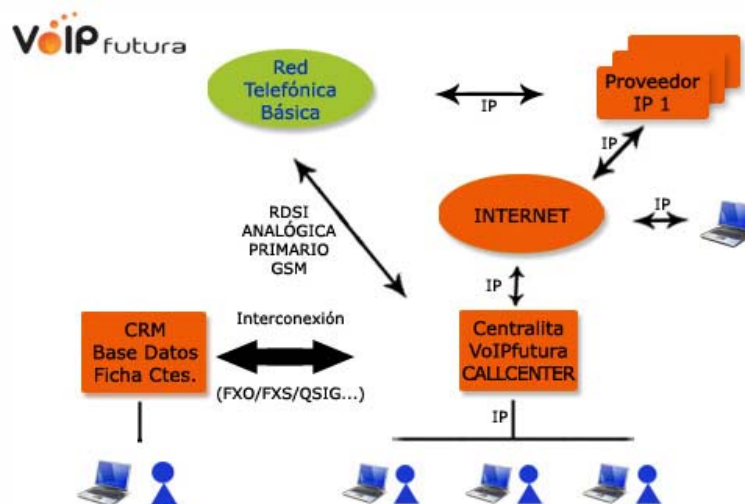 VoIP futura
Red
Telefónica
Básica
IP
Proveedor
IP 1
IP
INTERNET
IP
RDSI
ANALÓGICA
PRIMARIO
GSM
IP
CRM
Base Datos
Ficha Ctes.
Interconexión
(FXO/FXS/QSIG...)
Centralita
VoIPfutura
CALLCENTER
IP